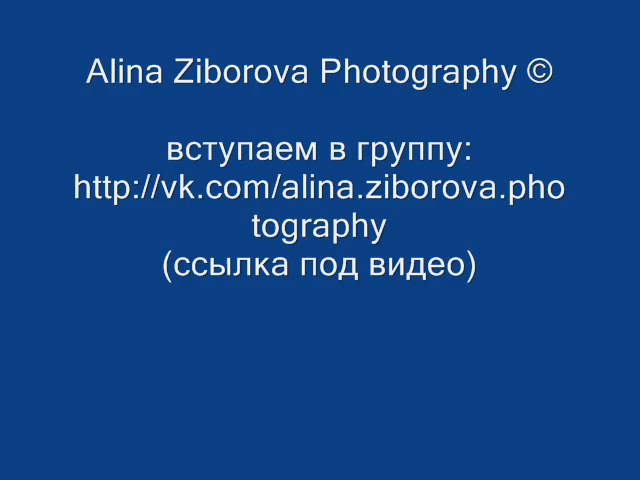 Alina Ziborova Photography ©
вступаем в группу:
http://vk.com/alina.ziborova.pho
tography
(ссылка под видео)